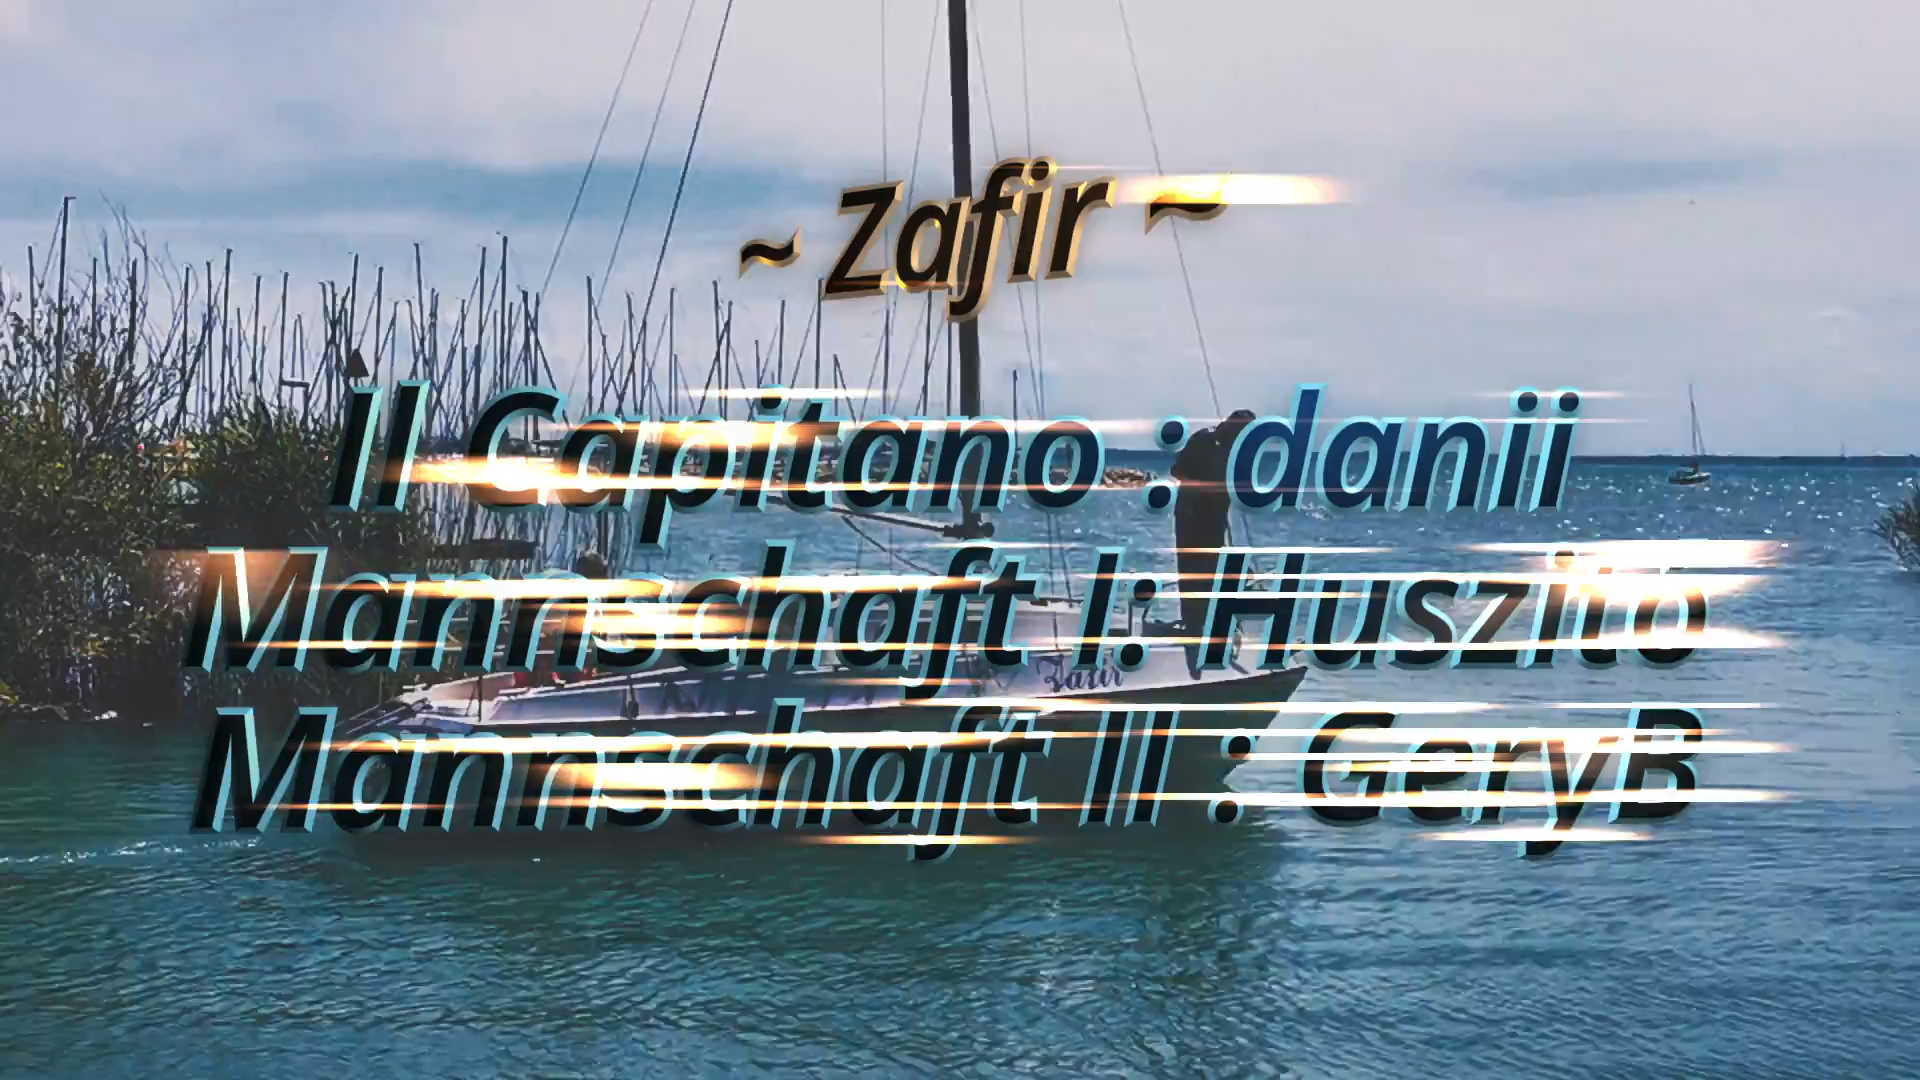 ~ Zafir ~
Il Capitano : danii
Mannschaft I: Huszito
Zafir
Mannschaft II : GeryB